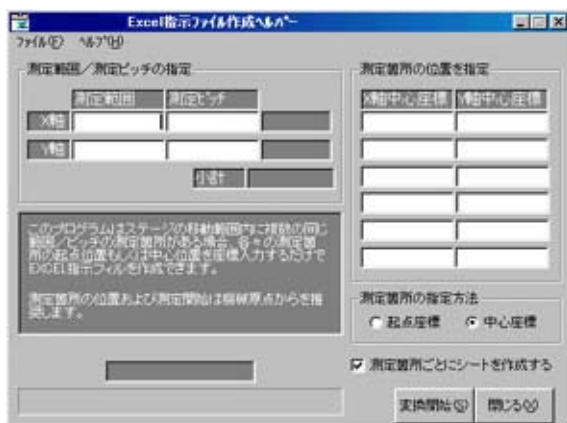 Excel指示ファイル作成ヘルパー
ファイル(F) ヘルプ(H)
測定範囲/測定ピッチの指定
測定範囲 測定ピッチ
X軸
Y軸
小計
このプログラムはステージの移動範囲内に複数の同じ
範囲/ピッチの測定箇所がある場合、各々の測定箇
所の起点位置もしくは中心位置を座標入力するだけで
EXCEL指示フィルを作成できます。
測定箇所の位置および測定開始は機械原点からを推
奨します。
測定箇所の位置を指定
X軸中心座標 Y軸中心座標
測定箇所の指定方法
起点座標 中心座標
測定箇所ごとにシートを作成する
変換開始(S) 閉じる(X)